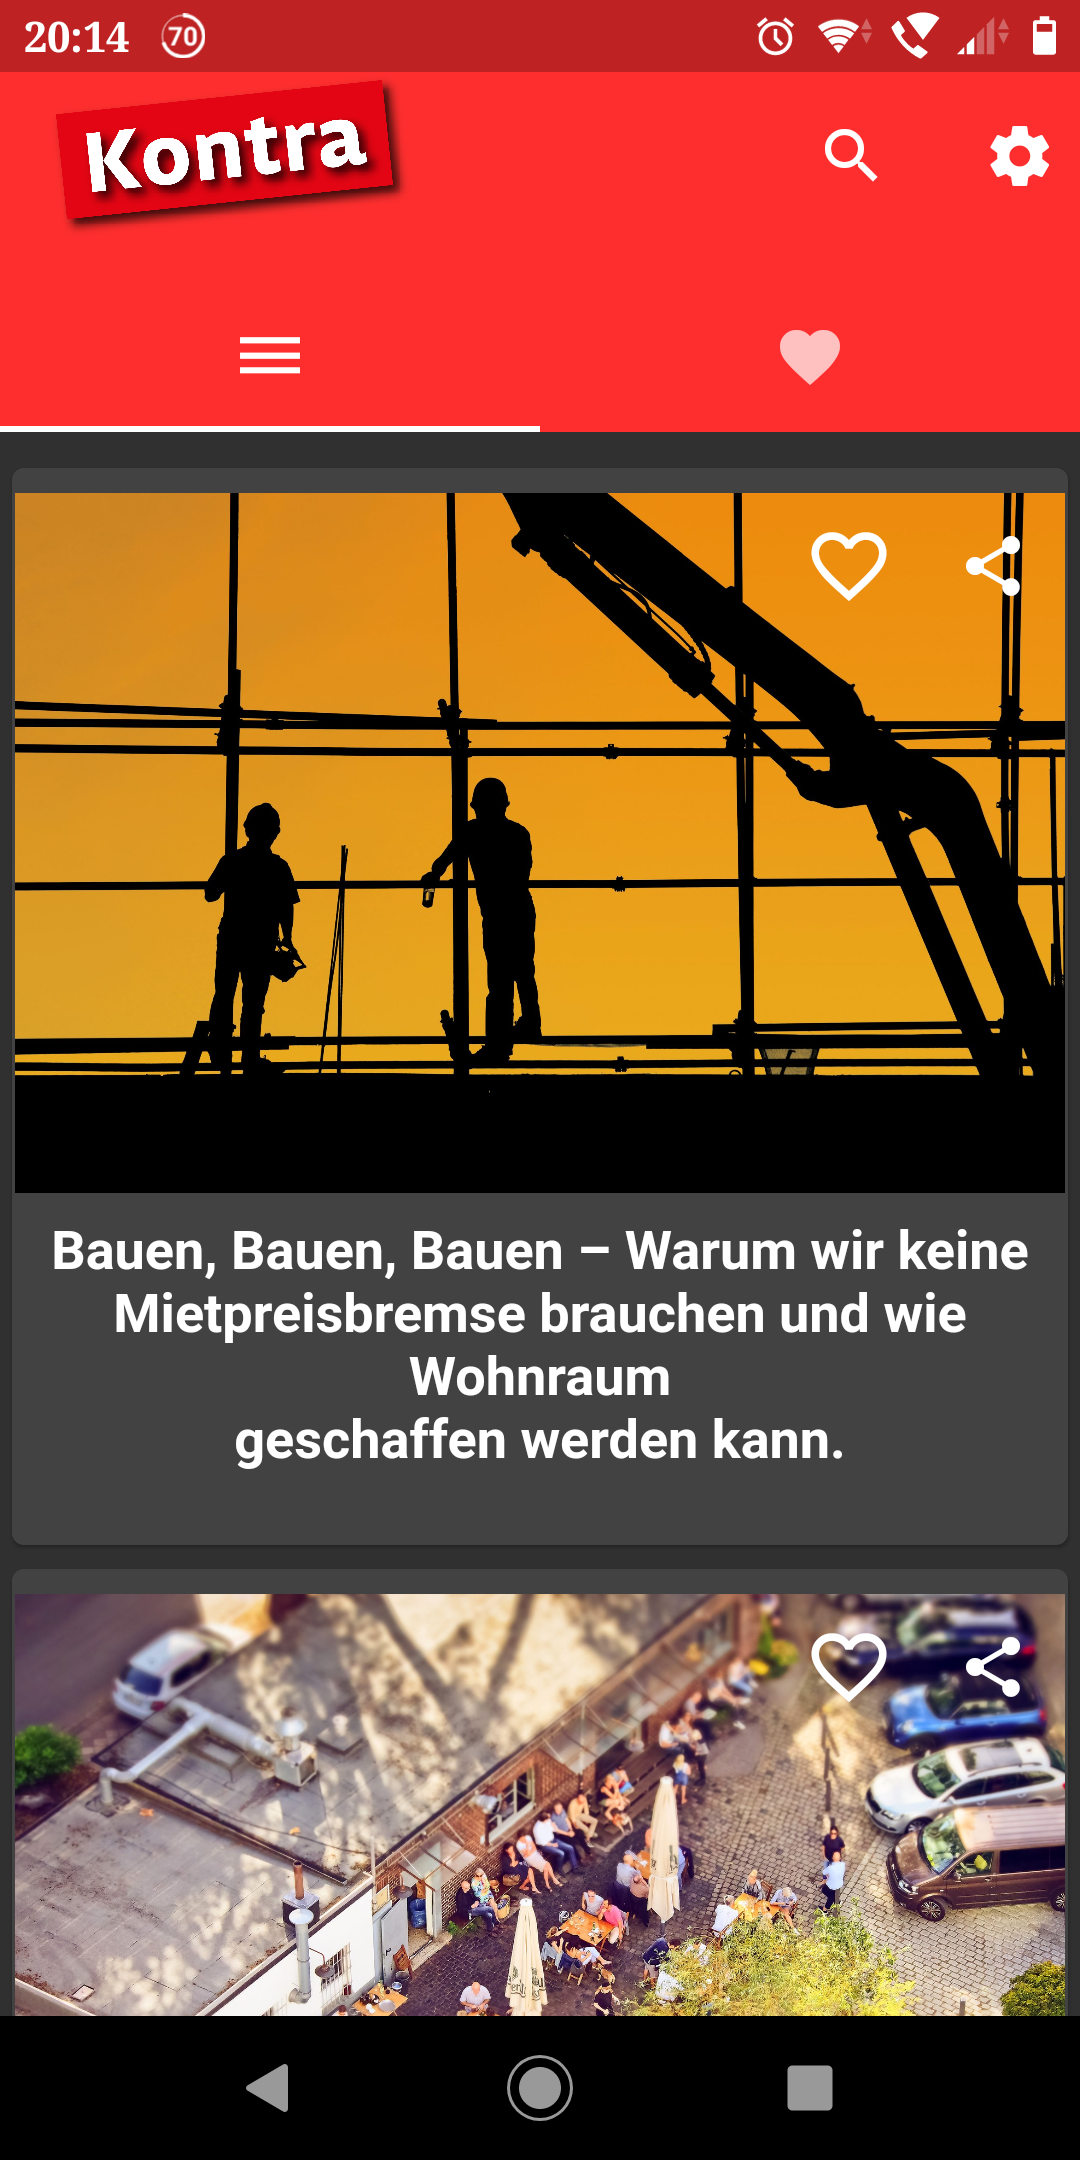 20:14 70
Kontra
Bauen, Bauen, Bauen – Warum wir keine
Mietpreisbremse brauchen und wie
Wohnraum
geschaffen werden kann.